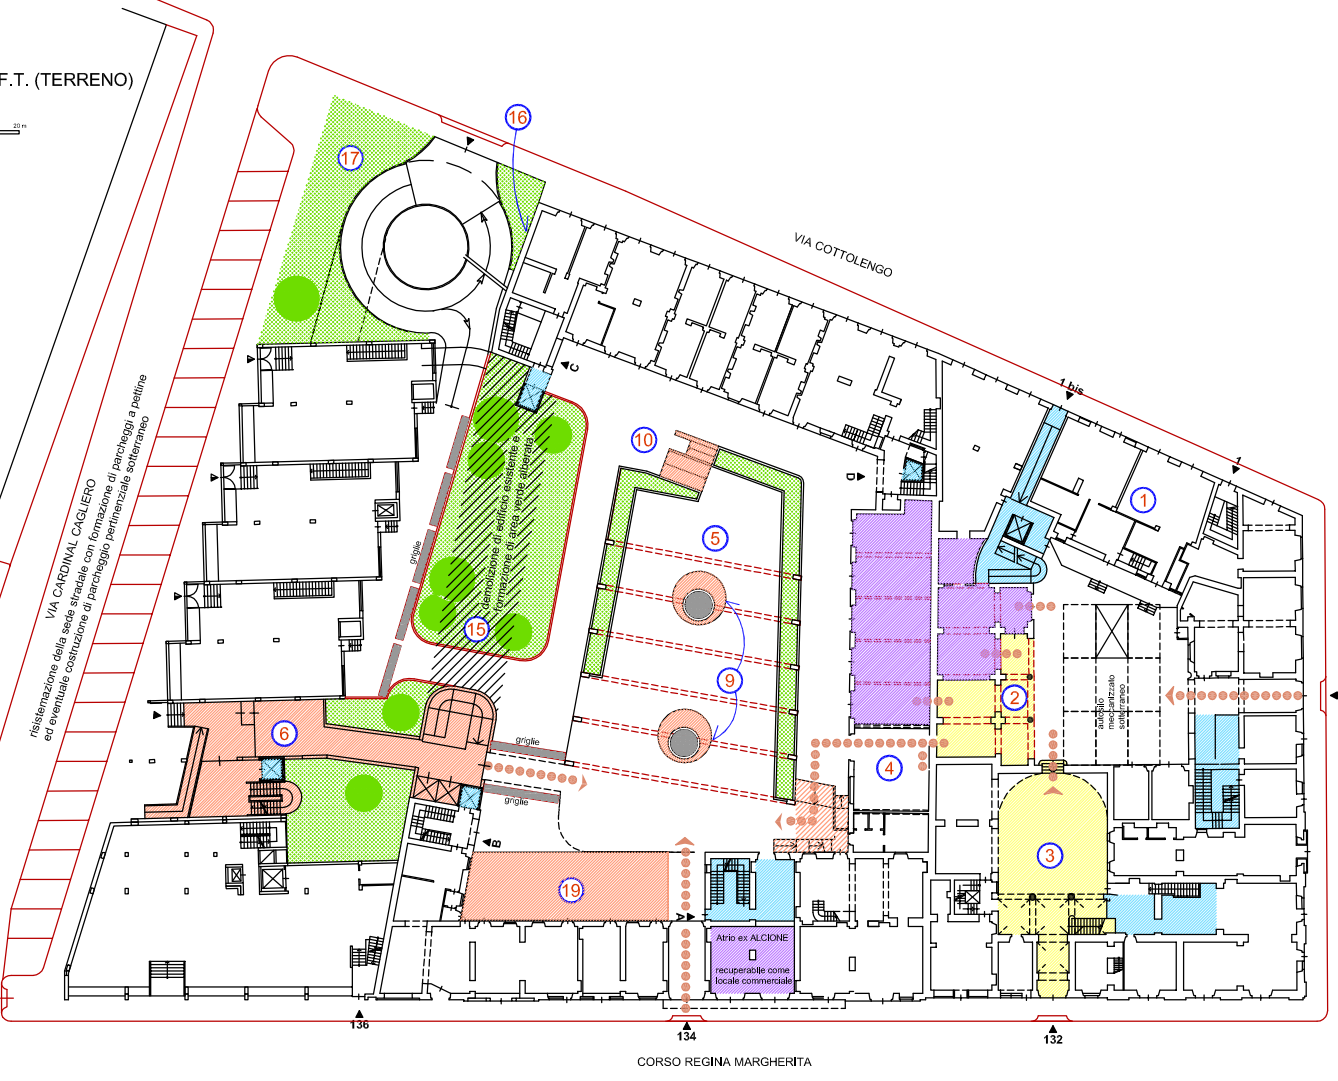 F.T. (TERRENO)
20 m
16
17
VIA COTTOLENGO
1 bis
1
C
10
D
1
5
griglie
demolizione di edificio esistente e
formazione di area verde alberata
15
VIA CARDINAL CAGLIERO
risistemazione della sede stradale con formazione di parcheggi a pettine
ed eventuale costruzione di parcheggio pertinenziale sotterraneo
9
2
autosilo
meccanizzato
sotterraneo
6
griglie
4
griglie
B
3
19
A
Atrio ex ALCIONE
recuperabile come
locale commerciale
136
134
132
CORSO REGINA MARGHERITA